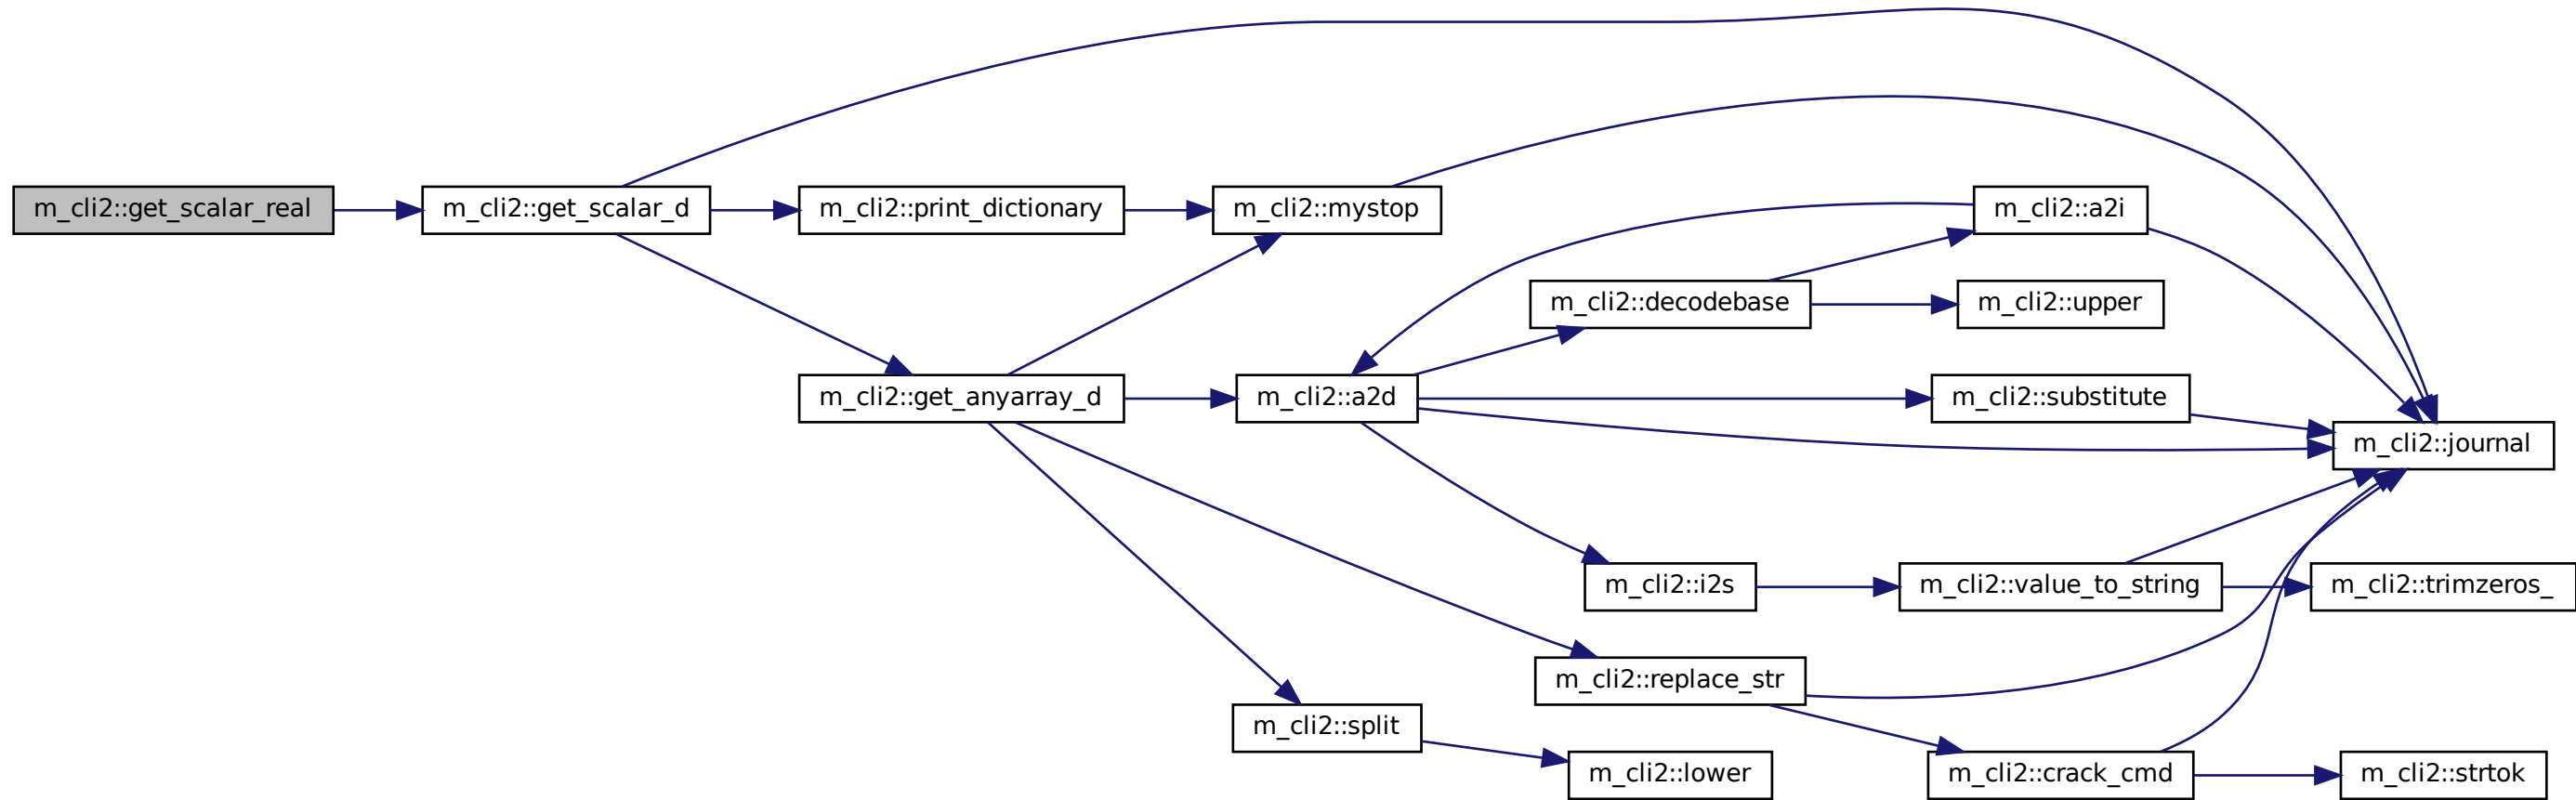 m_cli2::get_scalar_real
m_cli2::get_scalar_d
m_cli2::print_dictionary
m_cli2::mystop
m_cli2::a2i
m_cli2::decodebase
m_cli2::upper
m_cli2::get_anyarray_d
m_cli2::a2d
m_cli2::substitute
m_cli2::journal
m_cli2::i2s
m_cli2::value_to_string
m_cli2::trimzeros_
m_cli2::replace_str
m_cli2::split
m_cli2::lower
m_cli2::crack_cmd
m_cli2::strtok